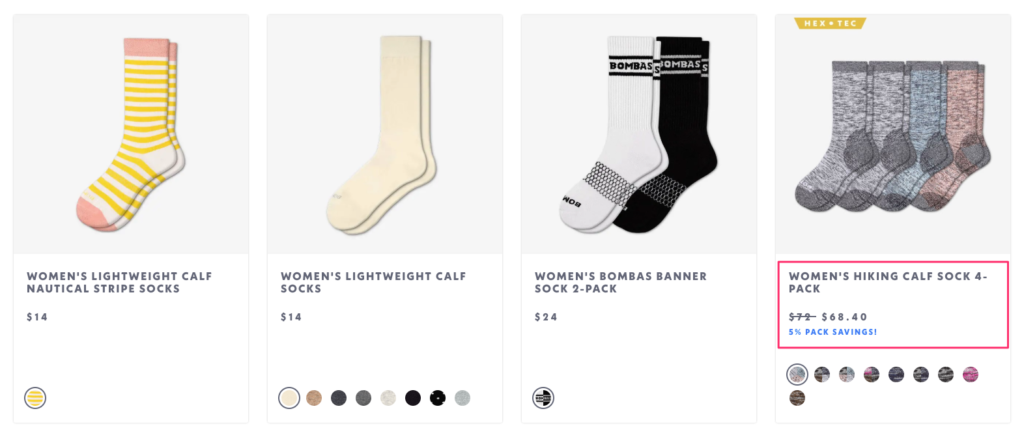 HEX TEC
BOMBAS
BOMBAS
BOM
WOMEN'S LIGHTWEIGHT CALF
NAUTICAL STRIPE SOCKS
$14
WOMEN'S LIGHTWEIGHT CALF
SOCKS
$14
WOMEN'S BOMBAS BANNER
SOCK 2-PACK
$24
WOMEN'S HIKING CALF SOCK 4-
PACK
$72 $68.40
5% PACK SAVINGS!